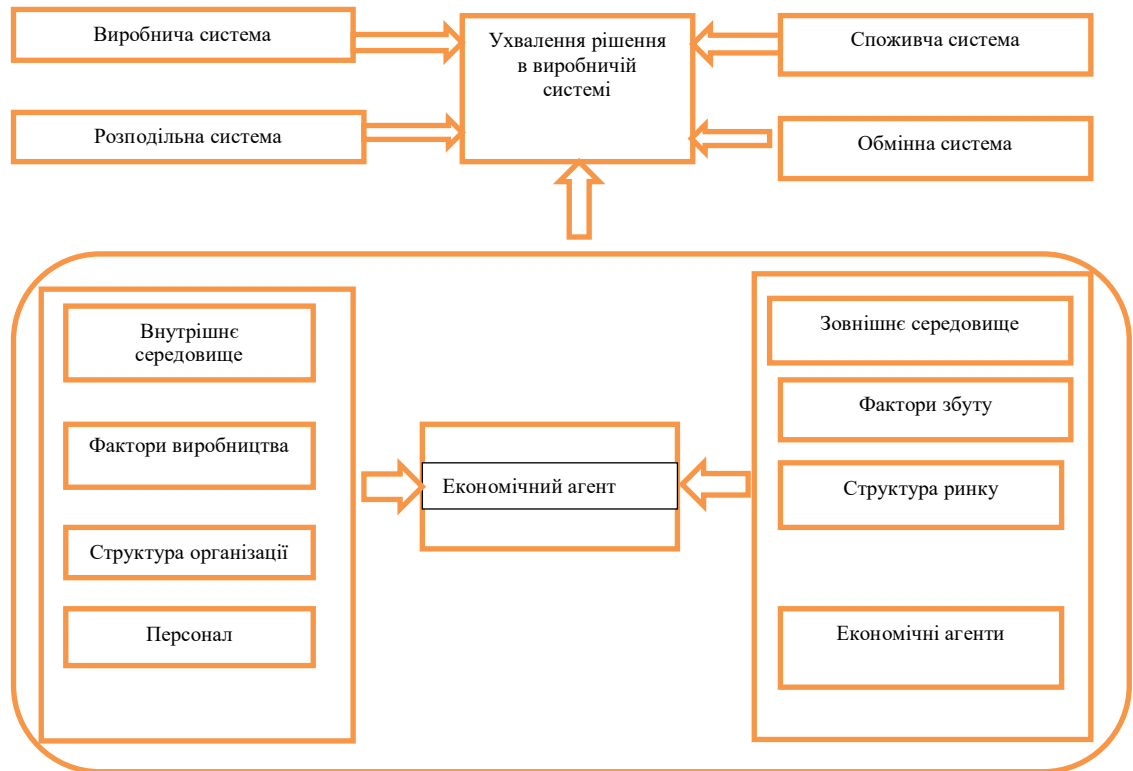 Виробнича система
Ухвалення рішення
в виробничій
системі
Споживча система
Розподільна система
Обмінна система
Внутрішнє
середовище
Фактори виробництва
Структура організації
Персонал
Економічний агент
Зовнішнє середовище
Фактори збуту
Структура ринку
Економічні агенти